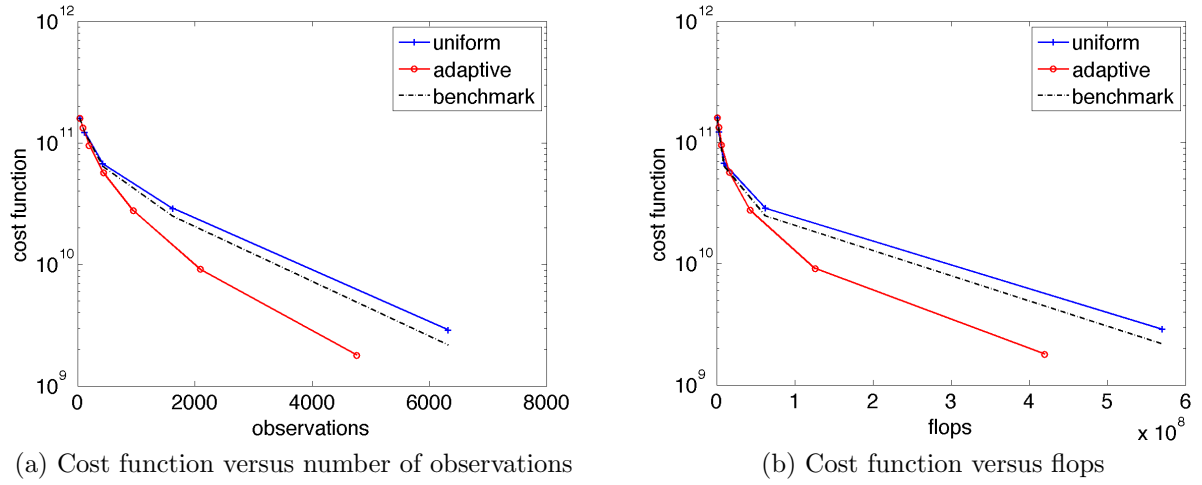 10^12
10^11
10^10
10^9
cost function
0
2000
4000
6000
8000
observations
uniform
adaptive
benchmark
(a) Cost function versus number of observations
10^12
10^11
10^10
10^9
cost function
0
1
2
3
4
5
6
x 10^8
flops
uniform
adaptive
benchmark
(b) Cost function versus flops